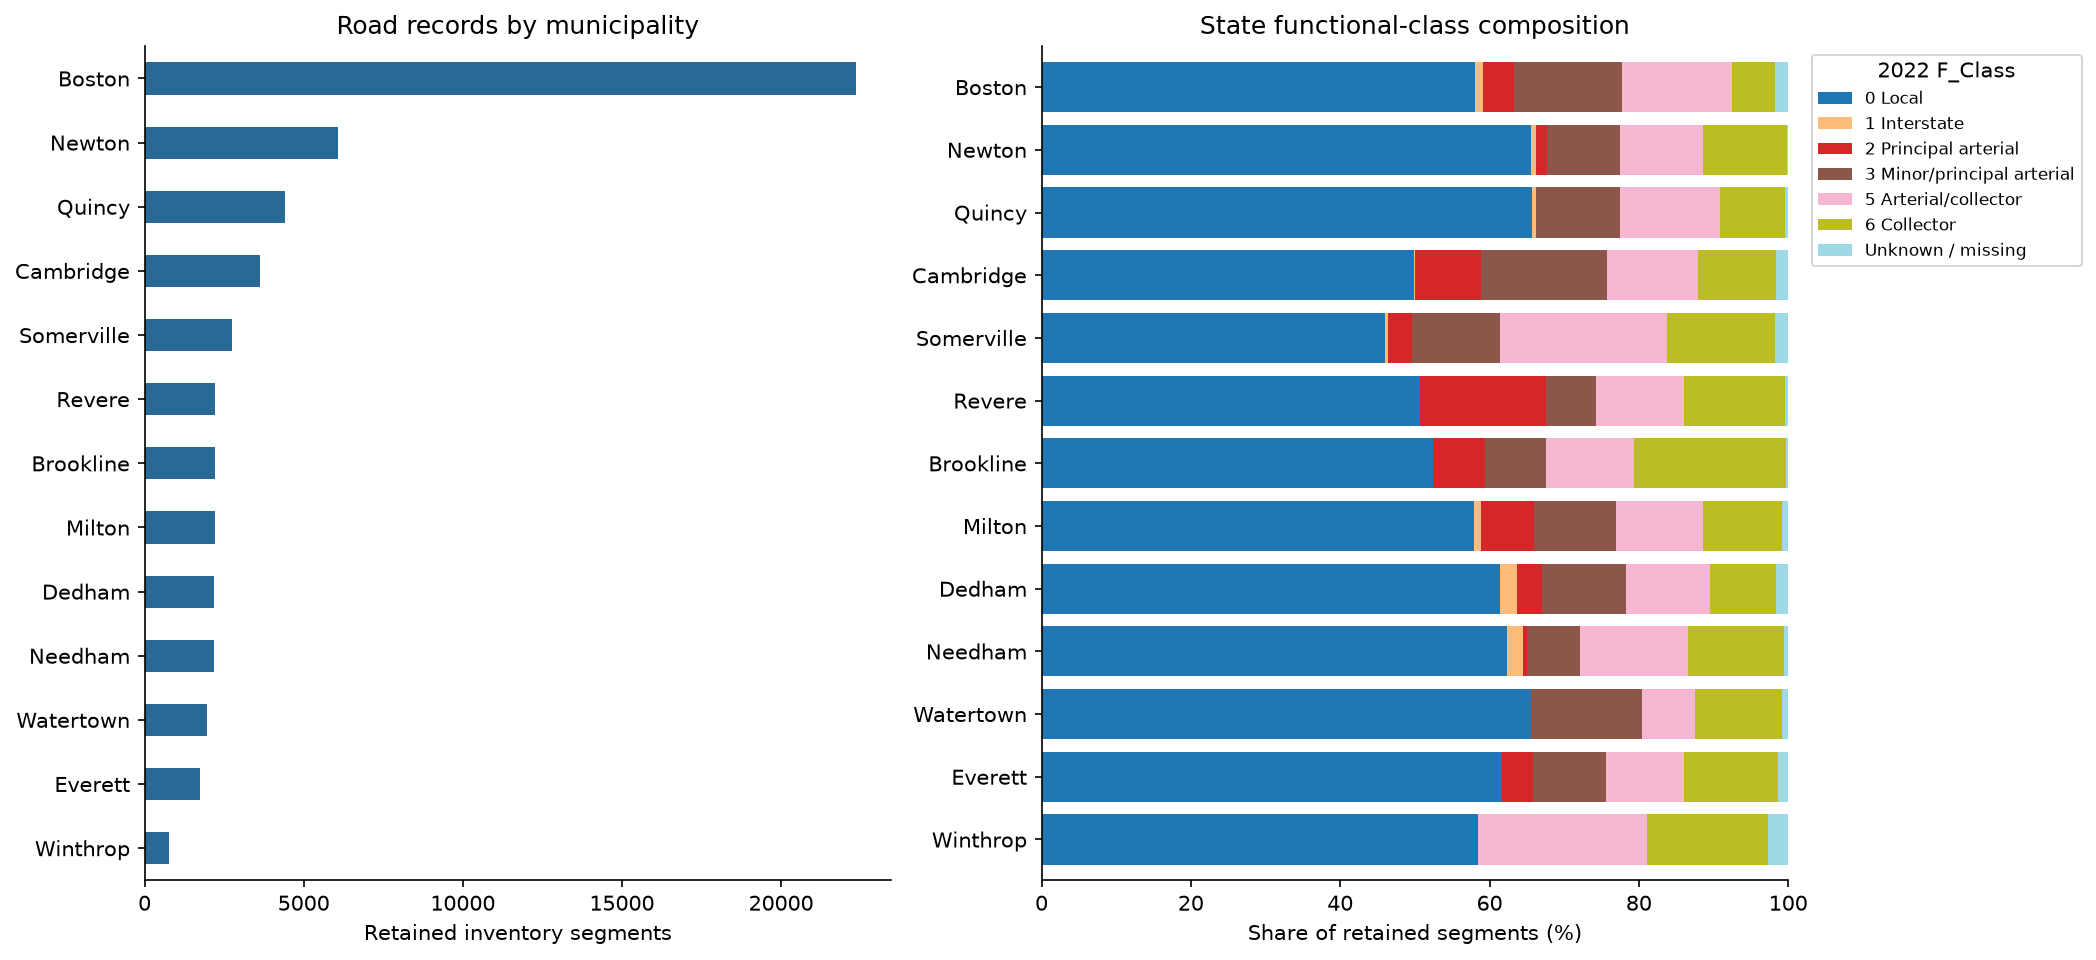 Road records by municipality
Boston
Newton
Quincy
Cambridge
Somerville
Revere
Brookline
Milton
Dedham
Needham
Watertown
Everett
Winthrop
0 5000 10000 15000 20000
Retained inventory segments
State functional-class composition
Boston
Newton
Quincy
Cambridge
Somerville
Revere
Brookline
Milton
Dedham
Needham
Watertown
Everett
Winthrop
0 20 40 60 80 100
Share of retained segments (%)
2022 F_Class
0 Local
1 Interstate
2 Principal arterial
3 Minor/principal arterial
5 Arterial/collector
6 Collector
Unknown / missing